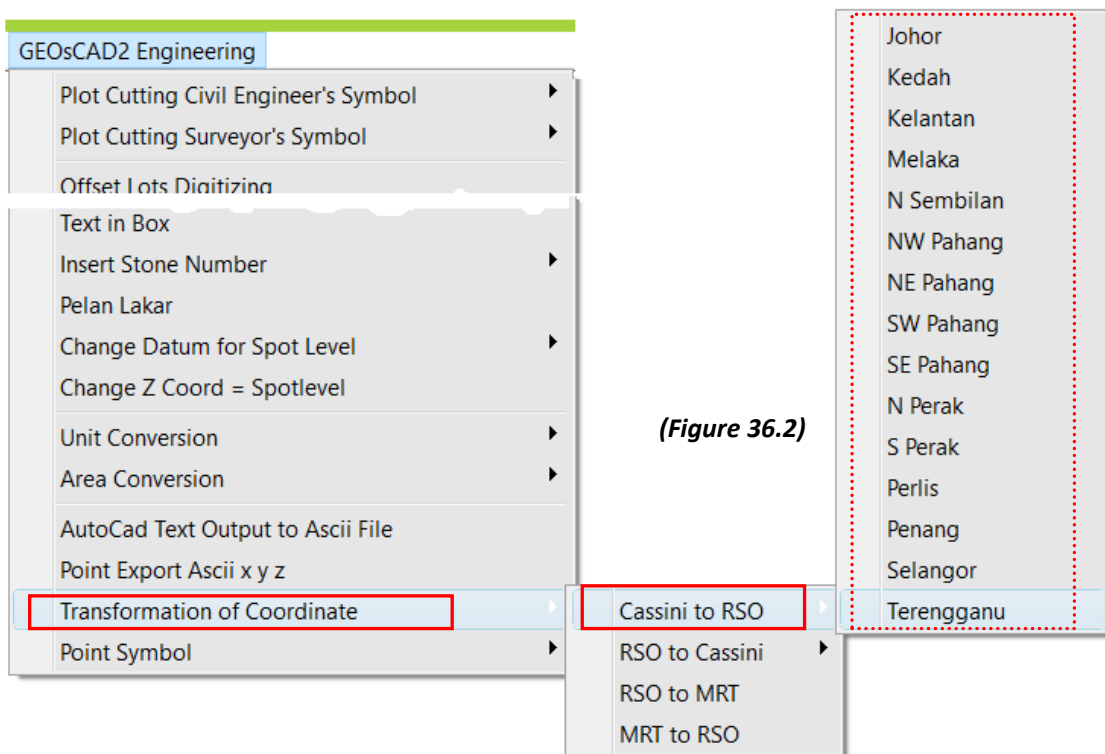 GEOsCAD2 Engineering
Plot Cutting Civil Engineer's Symbol
Plot Cutting Surveyor's Symbol
Offset Lots Digitizing
Text in Box
Insert Stone Number
Pelan Lakar
Change Datum for Spot Level
Change Z Coord = Spotlevel
Unit Conversion
Area Conversion
AutoCad Text Output to Ascii File
Point Export Ascii x y z
Transformation of Coordinate
Point Symbol
Cassini to RSO
RSO to Cassini
RSO to MRT
MRT to RSO
(Figure 36.2)
Johor
Kedah
Kelantan
Melaka
N Sembilan
NW Pahang
NE Pahang
SW Pahang
SE Pahang
N Perak
S Perak
Perlis
Penang
Selangor
Terengganu